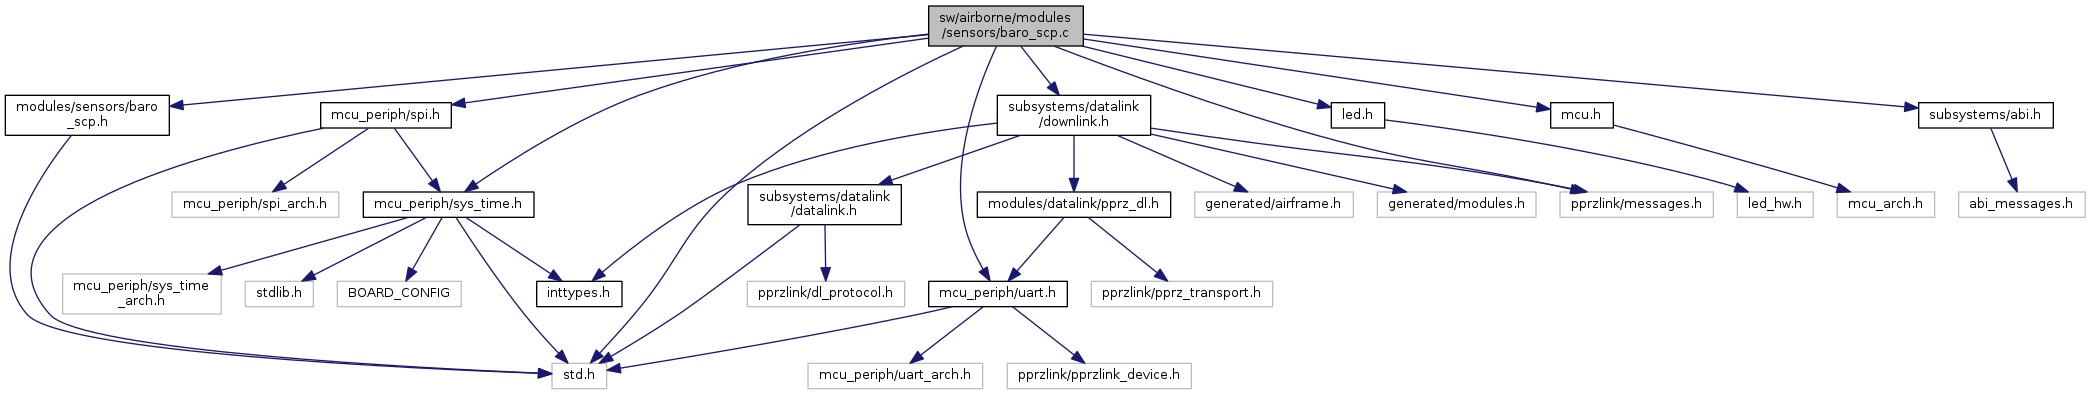 sw/airborne/modules
/sensors/baro_scp.c
modules/sensors/baro
_scp.h
mcu_periph/spi.h
subsystems/datalink
/downlink.h
led.h
mcu.h
subsystems/abi.h
mcu_periph/spi_arch.h
mcu_periph/sys_time.h
subsystems/datalink
/datalink.h
modules/datalink/pprz_dl.h
generated/airframe.h
generated/modules.h
pprzlink/messages.h
led_hw.h
mcu_arch.h
abi_messages.h
mcu_periph/sys_time
_arch.h
stdlib.h
BOARD_CONFIG
inttypes.h
pprzlink/dl_protocol.h
mcu_periph/uart.h
pprzlink/pprz_transport.h
std.h
mcu_periph/uart_arch.h
pprzlink/pprzlink_device.h